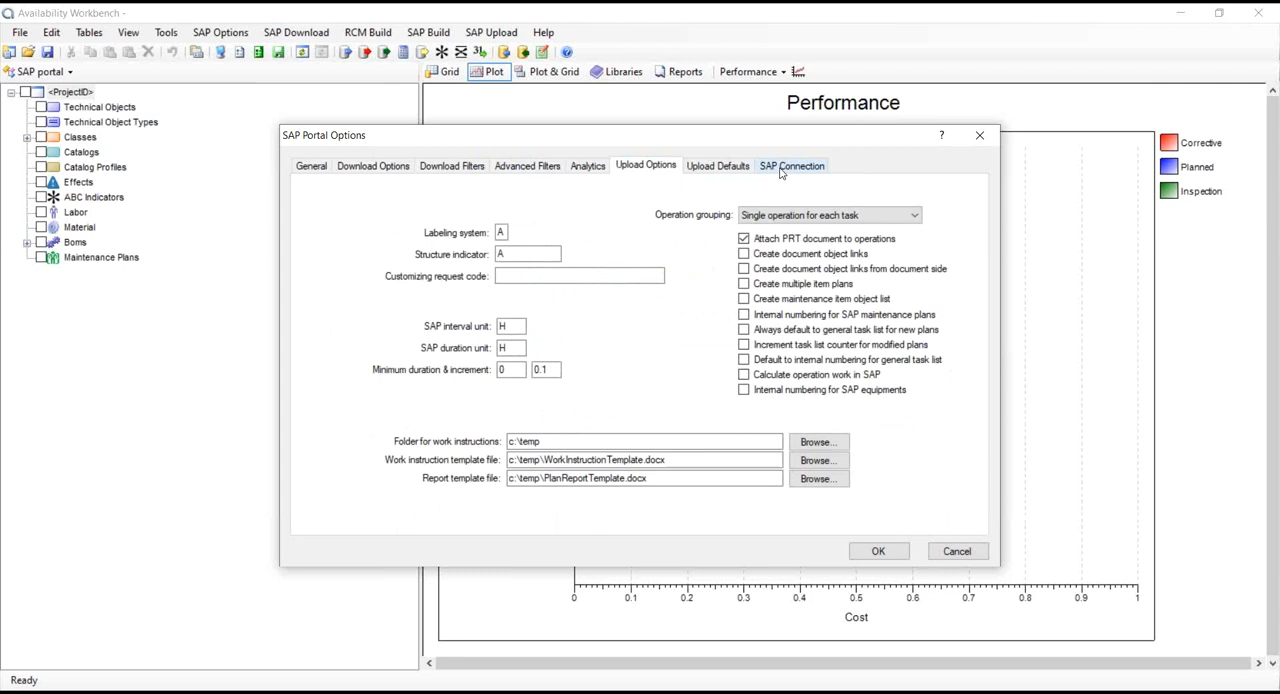 Availability Workbench -
File Edit Tables View Tools SAP Options SAP Download RCM Build SAP Build SAP Upload Help
SAP portal
Grid Plot Plot & Grid Libraries Reports Performance
<ProjectID>
Technical Objects
Technical Object Types
Classes
Catalogs
Catalog Profiles
Effects
ABC Indicators
Labor
Material
Boms
Maintenance Plans
Performance
Corrective
Planned
Inspection
SAP Portal Options
General Download Options Download Filters Advanced Filters Analytics Upload Options Upload Defaults SAP Connection
Operation grouping: Single operation for each task
Labeling system: A
Structure indicator: A
Customizing request code:
SAP interval unit: H
SAP duration unit: H
Minimum duration & increment: 0 0.1
Attach PRT document to operations
Create document object links
Create document object links from document side
Create multiple item plans
Create maintenance item object list
Internal numbering for SAP maintenance plans
Always default to general task list for new plans
Increment task list counter for modified plans
Default to internal numbering for general task list
Calculate operation work in SAP
Internal numbering for SAP equipments
Folder for work instructions: c:\temp Browse...
Work instruction template file: c:\temp\WorkInstructionTemplate.docx Browse...
Report template file: c:\temp\PlanReportTemplate.docx Browse...
OK Cancel
0 0.1 0.2 0.3 0.4 0.5 0.6 0.7 0.8 0.9 1
Cost
Ready